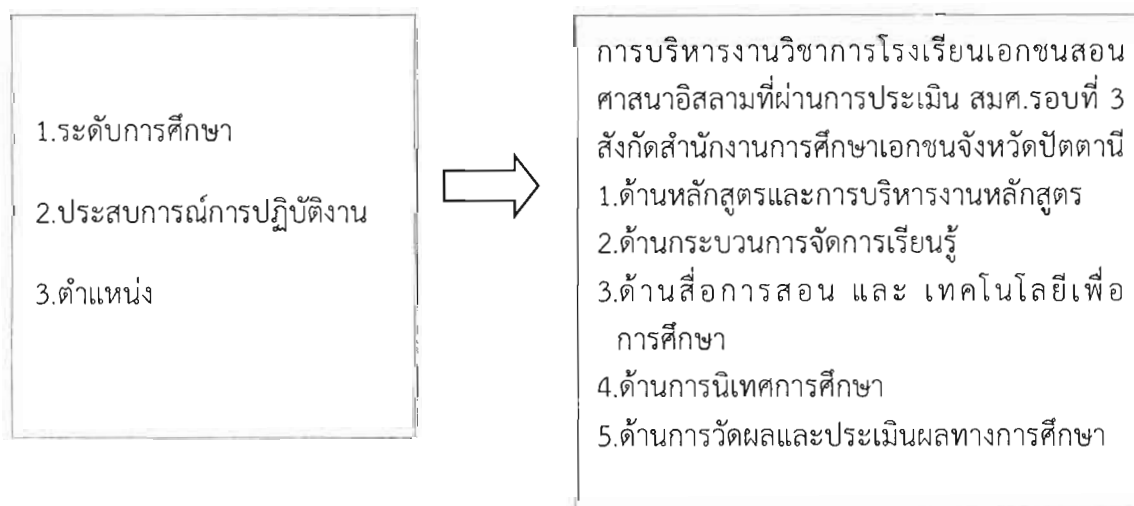 1.ระดับการศึกษา
2.ประสบการณ์การปฏิบัติงาน
3.ตำแหน่ง
การบริหารงานวิชาการโรงเรียนเอกชนสอน
ศาสนาอิสลามที่ผ่านการประเมิน สมศ.รอบที่ 3
สังกัดสำนักงานการศึกษาเอกชนจังหวัดปัตตานี
1.ด้านหลักสูตรและการบริหารงานหลักสูตร
2.ด้านกระบวนการจัดการเรียนรู้
3.ด้านสื่อการสอน และ เทคโนโลยีเพื่อ
การศึกษา
4.ด้านการนิเทศการศึกษา
5.ด้านการวัดผลและประเมินผลทางการศึกษา